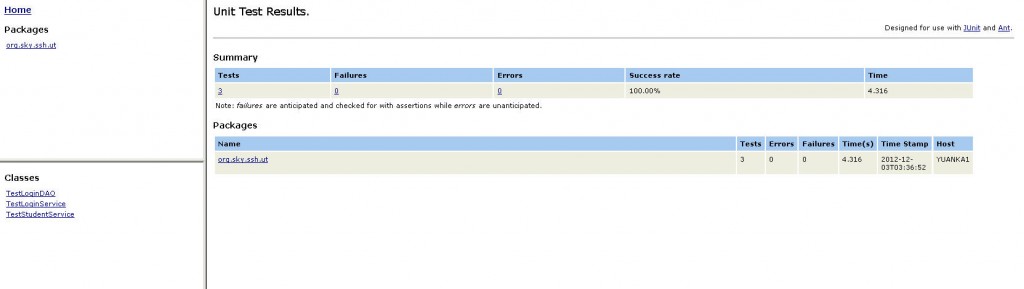 Home
Packages
org.sky.ssh.ut
Classes
TestLoginDAO
TestLoginService
TestStudentService
Unit Test Results.
Designed for use with JUnit and Ant.
Summary
Tests Failures Errors Success rate Time
3 0 0 100.00% 4.316
Note: failures are anticipated and checked for with assertions while errors are unanticipated.
Packages
Name Tests Errors Failures Time(s) Time Stamp Host
org.sky.ssh.ut 3 0 0 4.316 2012-12- YUANKA1
03T03:36:52